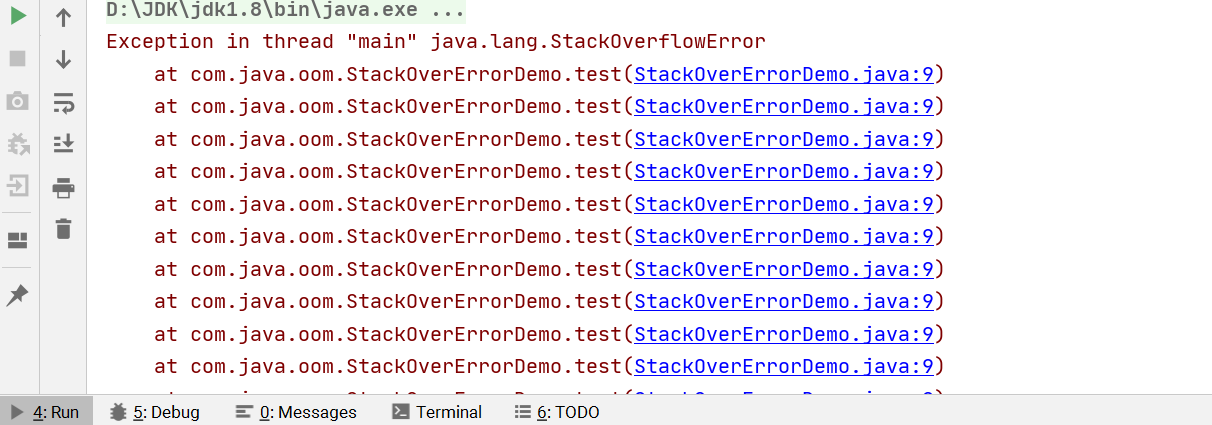 D:\JDK\jdk1.8\bin\java.exe ...
Exception in thread "main" java.lang.StackOverflowError
at com.java.oom.StackOverErrorDemo.test(StackOverErrorDemo.java:9)
at com.java.oom.StackOverErrorDemo.test(StackOverErrorDemo.java:9)
at com.java.oom.StackOverErrorDemo.test(StackOverErrorDemo.java:9)
at com.java.oom.StackOverErrorDemo.test(StackOverErrorDemo.java:9)
at com.java.oom.StackOverErrorDemo.test(StackOverErrorDemo.java:9)
at com.java.oom.StackOverErrorDemo.test(StackOverErrorDemo.java:9)
at com.java.oom.StackOverErrorDemo.test(StackOverErrorDemo.java:9)
at com.java.oom.StackOverErrorDemo.test(StackOverErrorDemo.java:9)
at com.java.oom.StackOverErrorDemo.test(StackOverErrorDemo.java:9)
at com.java.oom.StackOverErrorDemo.test(StackOverErrorDemo.java:9)
4: Run 5: Debug 0: Messages Terminal 6: TODO